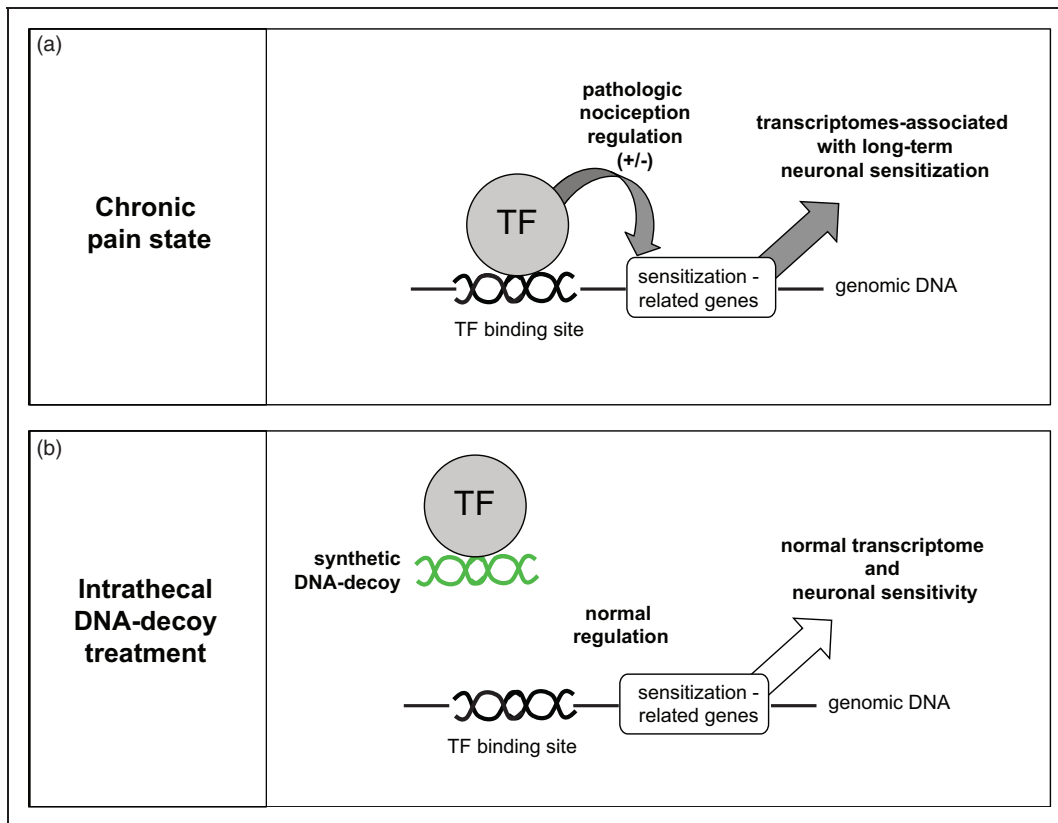 (a)
Chronic
pain state
pathologic
nociception
regulation
(+/-)
transcriptomes-associated
with long-term
neuronal sensitization
TF
sensitization -
related genes
genomic DNA
TF binding site
(b)
Intrathecal
DNA-decoy
treatment
TF
synthetic
DNA-decoy
normal
regulation
normal transcriptome
and
neuronal sensitivity
sensitization -
related genes
genomic DNA
TF binding site